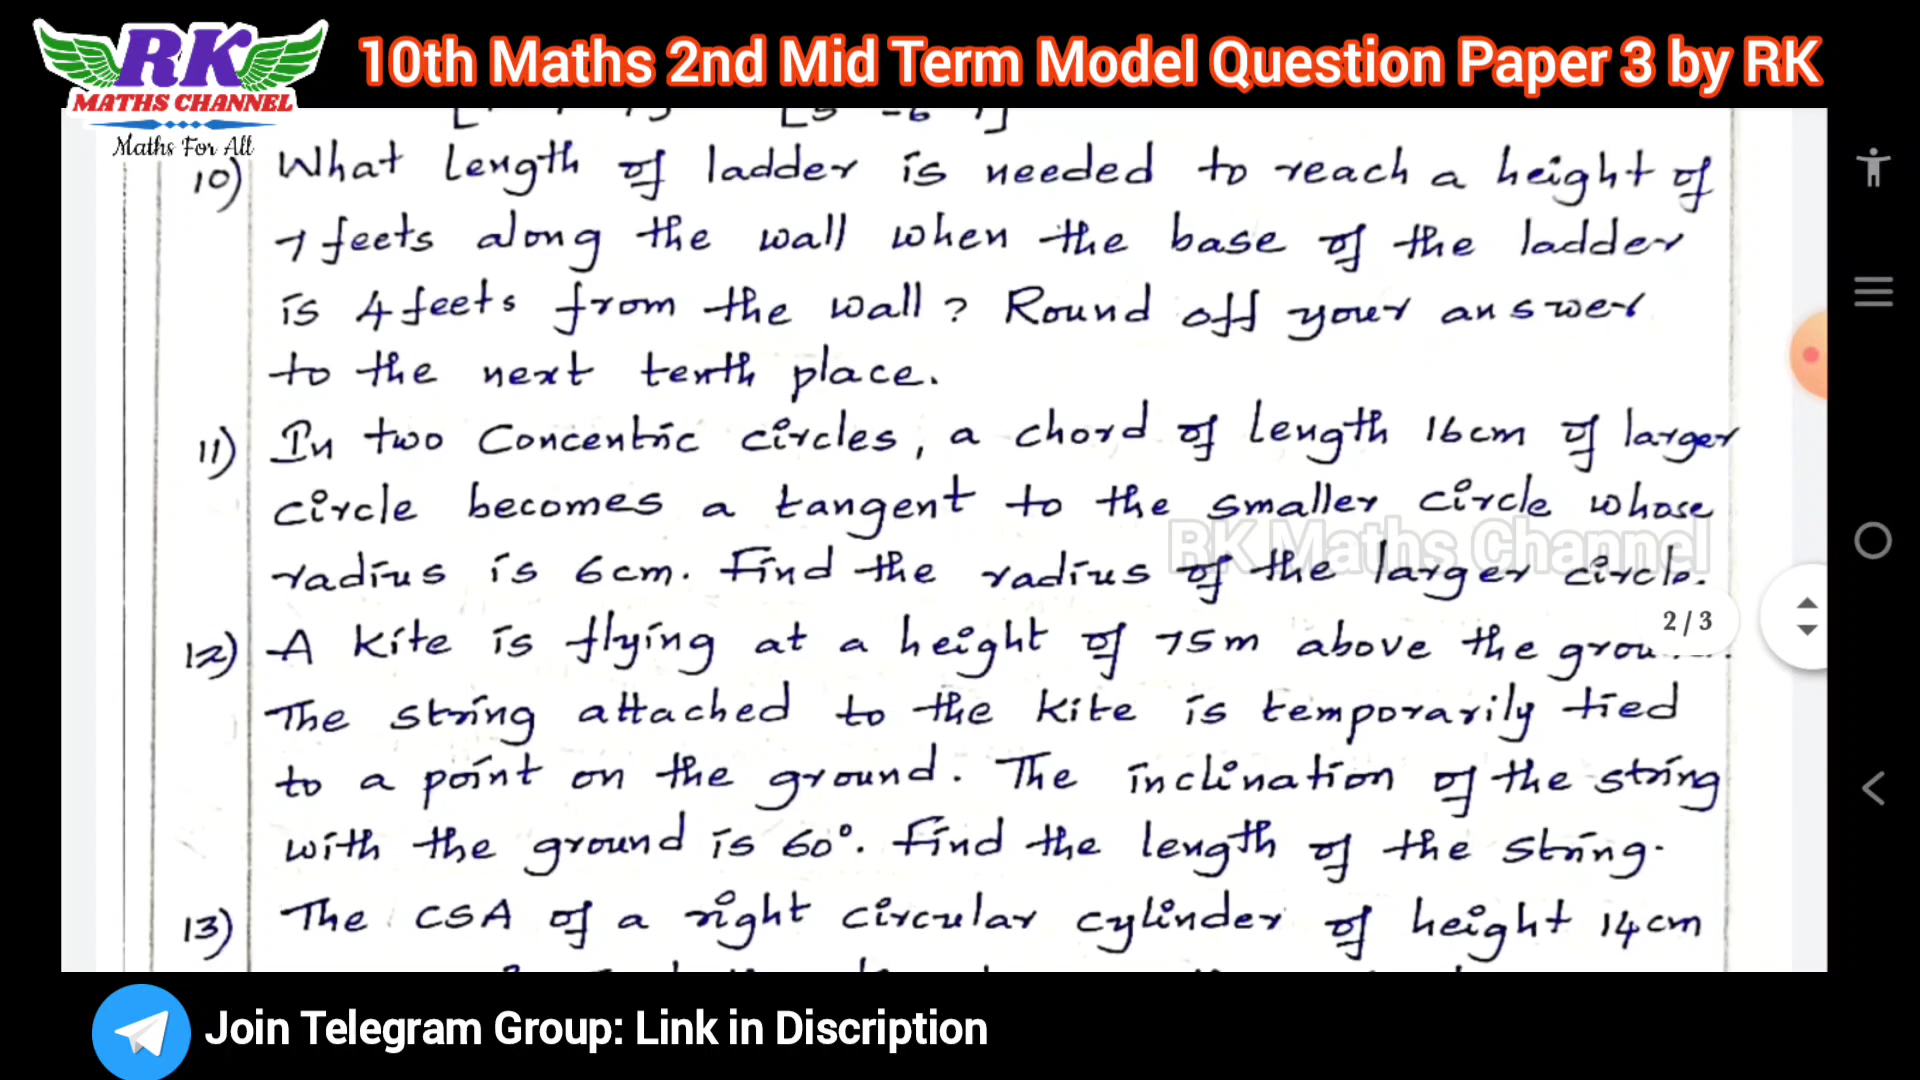 RK
MATHS CHANNEL
Maths For All
10th Maths 2nd Mid Term Model Question Paper 3 by RK
10) What length of ladder is needed to reach a height of
7 feets along the wall when the base of the ladder
is 4 feets from the wall? Round off your answer
to the next tenth place.
11) In two Concentric circles, a chord of length 16cm of larger
circle becomes a tangent to the smaller circle whose
RK Maths Channel
radius is 6cm. Find the radius of the larger circle.
2/3
12) A kite is flying at a height of 75m above the
The string attached to the kite is temporarily tied
to a point on the ground. The inclination of the string
with the ground is 60°. Find the length of the string.
13) The CSA of a right circular cylinder of height 14cm
Join Telegram Group: Link in Discription